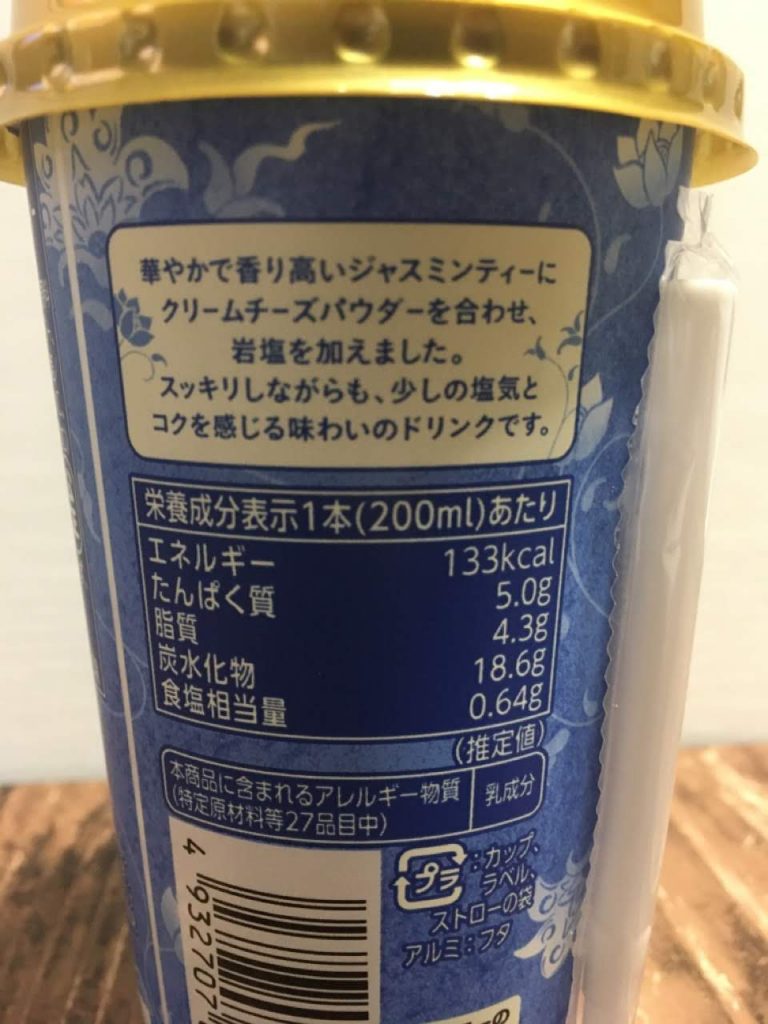 華やかで香り高いジャスミンティーに
クリームチーズパウダーを合わせ、
岩塩を加えました。
スッキリしながらも、少しの塩気と
コクを感じる味わいのドリンクです。
栄養成分表示1本(200ml)あたり
エネルギー 133kcal
たんぱく質 5.0g
脂質 4.3g
炭水化物 18.6g
食塩相当量 0.64g
(推定値)
本商品に含まれるアレルギー物質 乳成分
(特定原材料等27品目中)
プラ :カップ、
ラベル、
ストローの袋
アルミ:フタ
4 932707